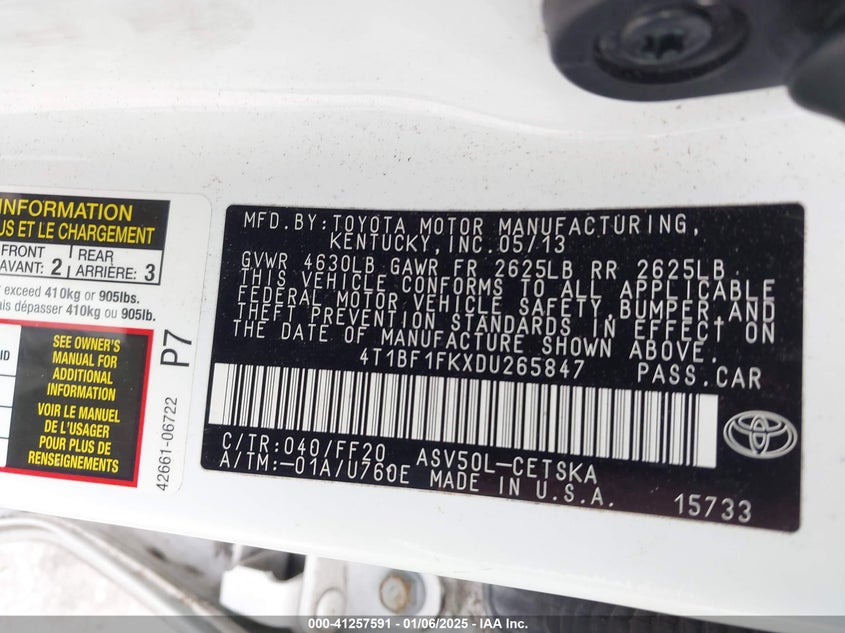 INFORMATION
US ET LE CHARGEMENT
FRONT
AVANT: 2
REAR
ARRIÈRE: 3
exceed 410kg or 905lbs.
is dépasser 410kg ou 905lb.
SEE OWNER'S
MANUAL FOR
ADDITIONAL
INFORMATION
VOIR LE MANUEL
DE L'USAGER
POUR PLUS DE
RENSEIGNEMENTS
P7
42661-06722
MFD.BY:TOYOTA MOTOR MANUFACTURING,
KENTUCKY,INC.05/13
GVWR 4630LB GAWR FR 2625LB RR 2625LB
THIS VEHICLE CONFORMS TO ALL APPLICABLE
FEDERAL MOTOR VEHICLE SAFETY,BUMPER,AND
THEFT PREVENTION STANDARDS IN EFFECT ON
THE DATE OF MANUFACTURE SHOWN ABOVE.
4T1BF1FKXDU265847 PASS.CAR
C/TR:040/FF20 ASV50L-CETSKA
A/TM:-01A/U760E MADE IN U.S.A.
15733
TOYOTA
000-41257591 - 01/06/2025 - IAA Inc.